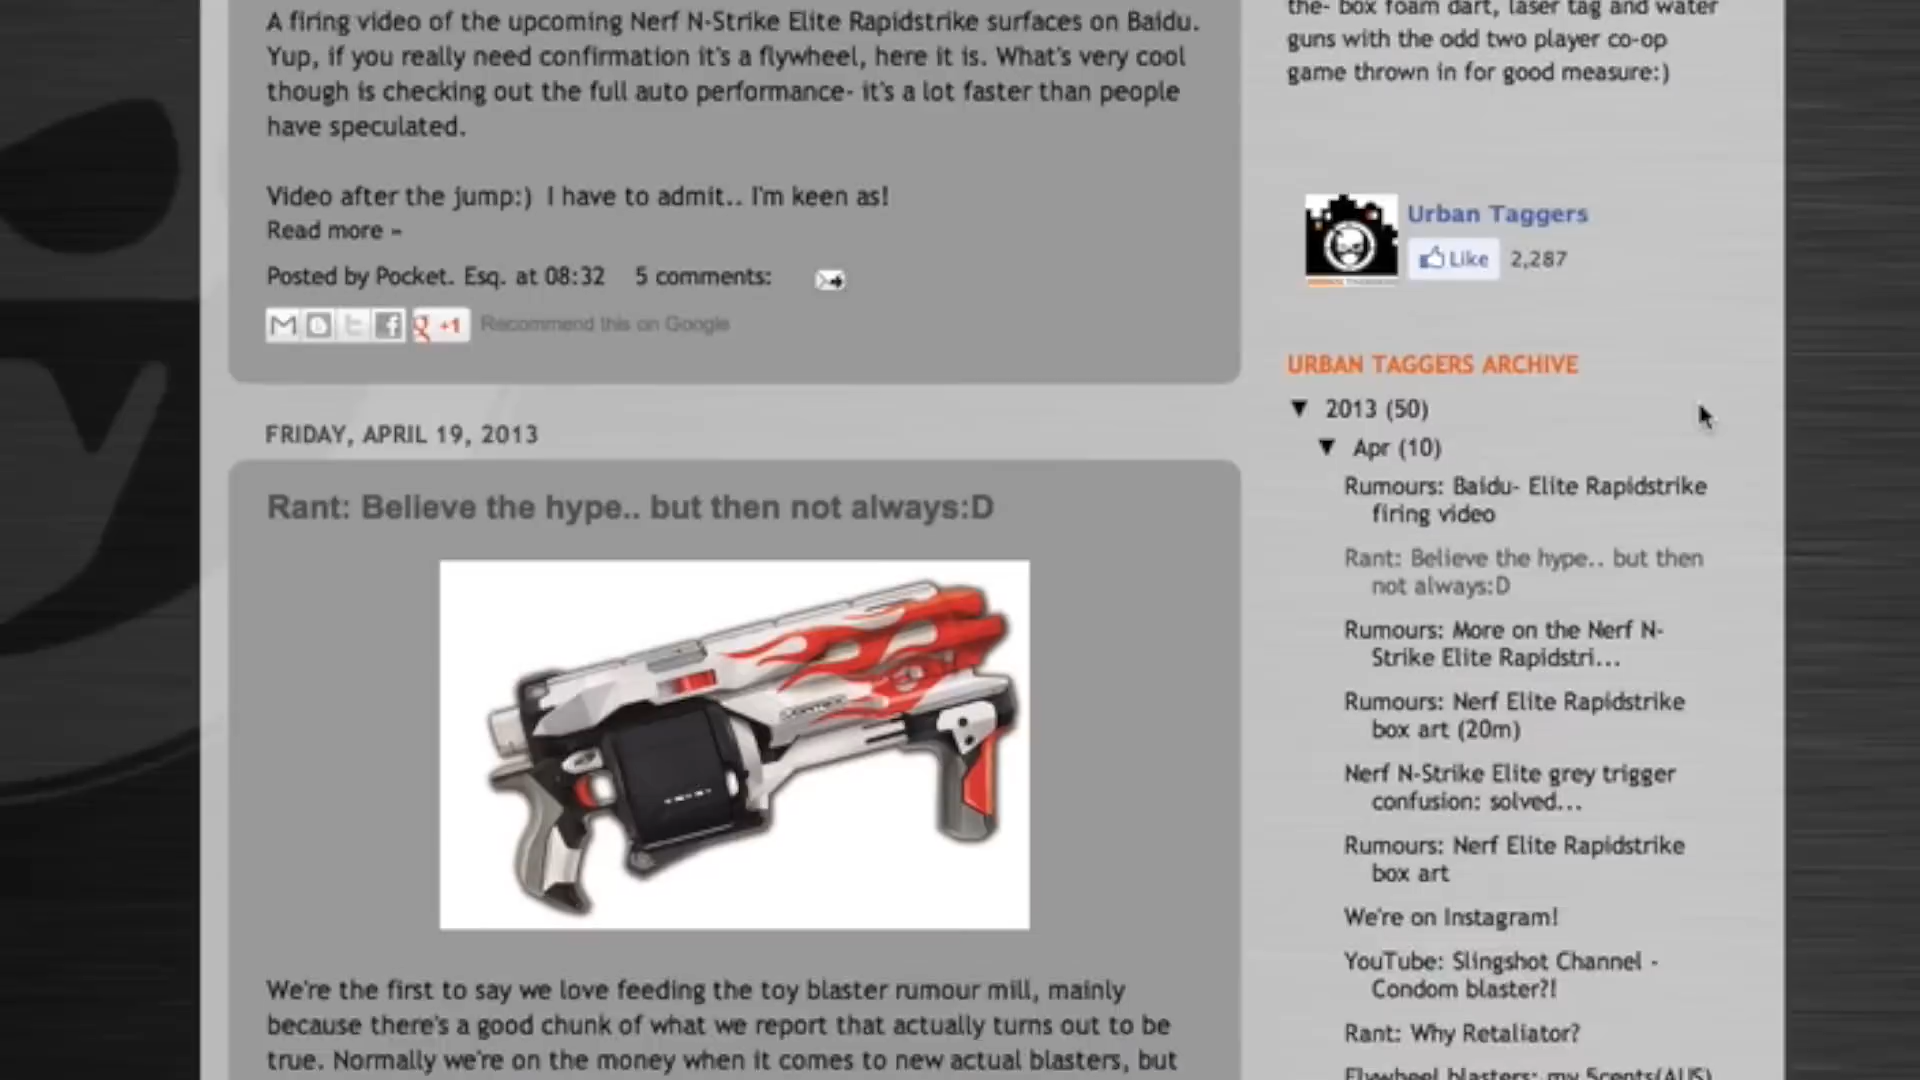 A firing video of the upcoming Nerf N-Strike Elite Rapidstrike surfaces on Baidu.
Yup, if you really need confirmation it's a flywheel, here it is. What's very cool
though is checking out the full auto performance- it's a lot faster than people
have speculated.
Video after the jump:) I have to admit.. I'm keen as!
Read more »
Posted by Pocket. Esq. at 08:32 5 comments:
+1 Recommend this on Google
FRIDAY, APRIL 19, 2013
Rant: Believe the hype.. but then not always:D
We're the first to say we love feeding the toy blaster rumour mill, mainly
because there's a good chunk of what we report that actually turns out to be
true. Normally we're on the money when it comes to new actual blasters, but
the- box foam dart, laser tag and water
guns with the odd two player co-op
game thrown in for good measure:)
Urban Taggers
Like 2,287
URBAN TAGGERS ARCHIVE
▼ 2013 (50)
▼ Apr (10)
Rumours: Baidu- Elite Rapidstrike
firing video
Rant: Believe the hype.. but then
not always:D
Rumours: More on the Nerf N-
Strike Elite Rapidstri...
Rumours: Nerf Elite Rapidstrike
box art (20m)
Nerf N-Strike Elite grey trigger
confusion: solved...
Rumours: Nerf Elite Rapidstrike
box art
We're on Instagram!
YouTube: Slingshot Channel -
Condom blaster?!
Rant: Why Retaliator?
Flywheel blasters: my 5cents(AUS)